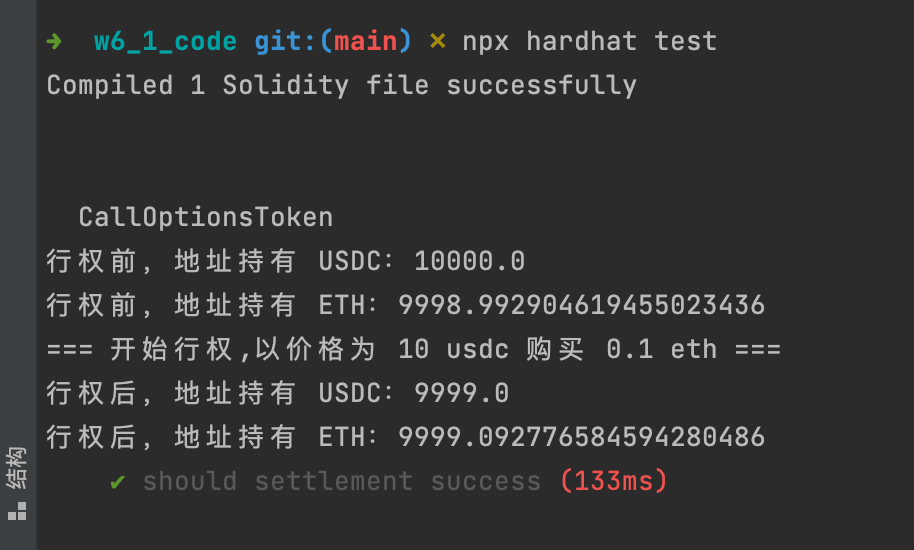 ➜ w6_1_code git:(main) ✗ npx hardhat test
Compiled 1 Solidity file successfully
CallOptionsToken
行权前, 地址持有 USDC: 10000.0
行权前, 地址持有 ETH: 9998.992904619455023436
=== 开始行权,以价格为 10 usdc 购买 0.1 eth ===
行权后, 地址持有 USDC: 9999.0
行权后, 地址持有 ETH: 9999.092776584594280486
✔ should settlement success (133ms)
结构